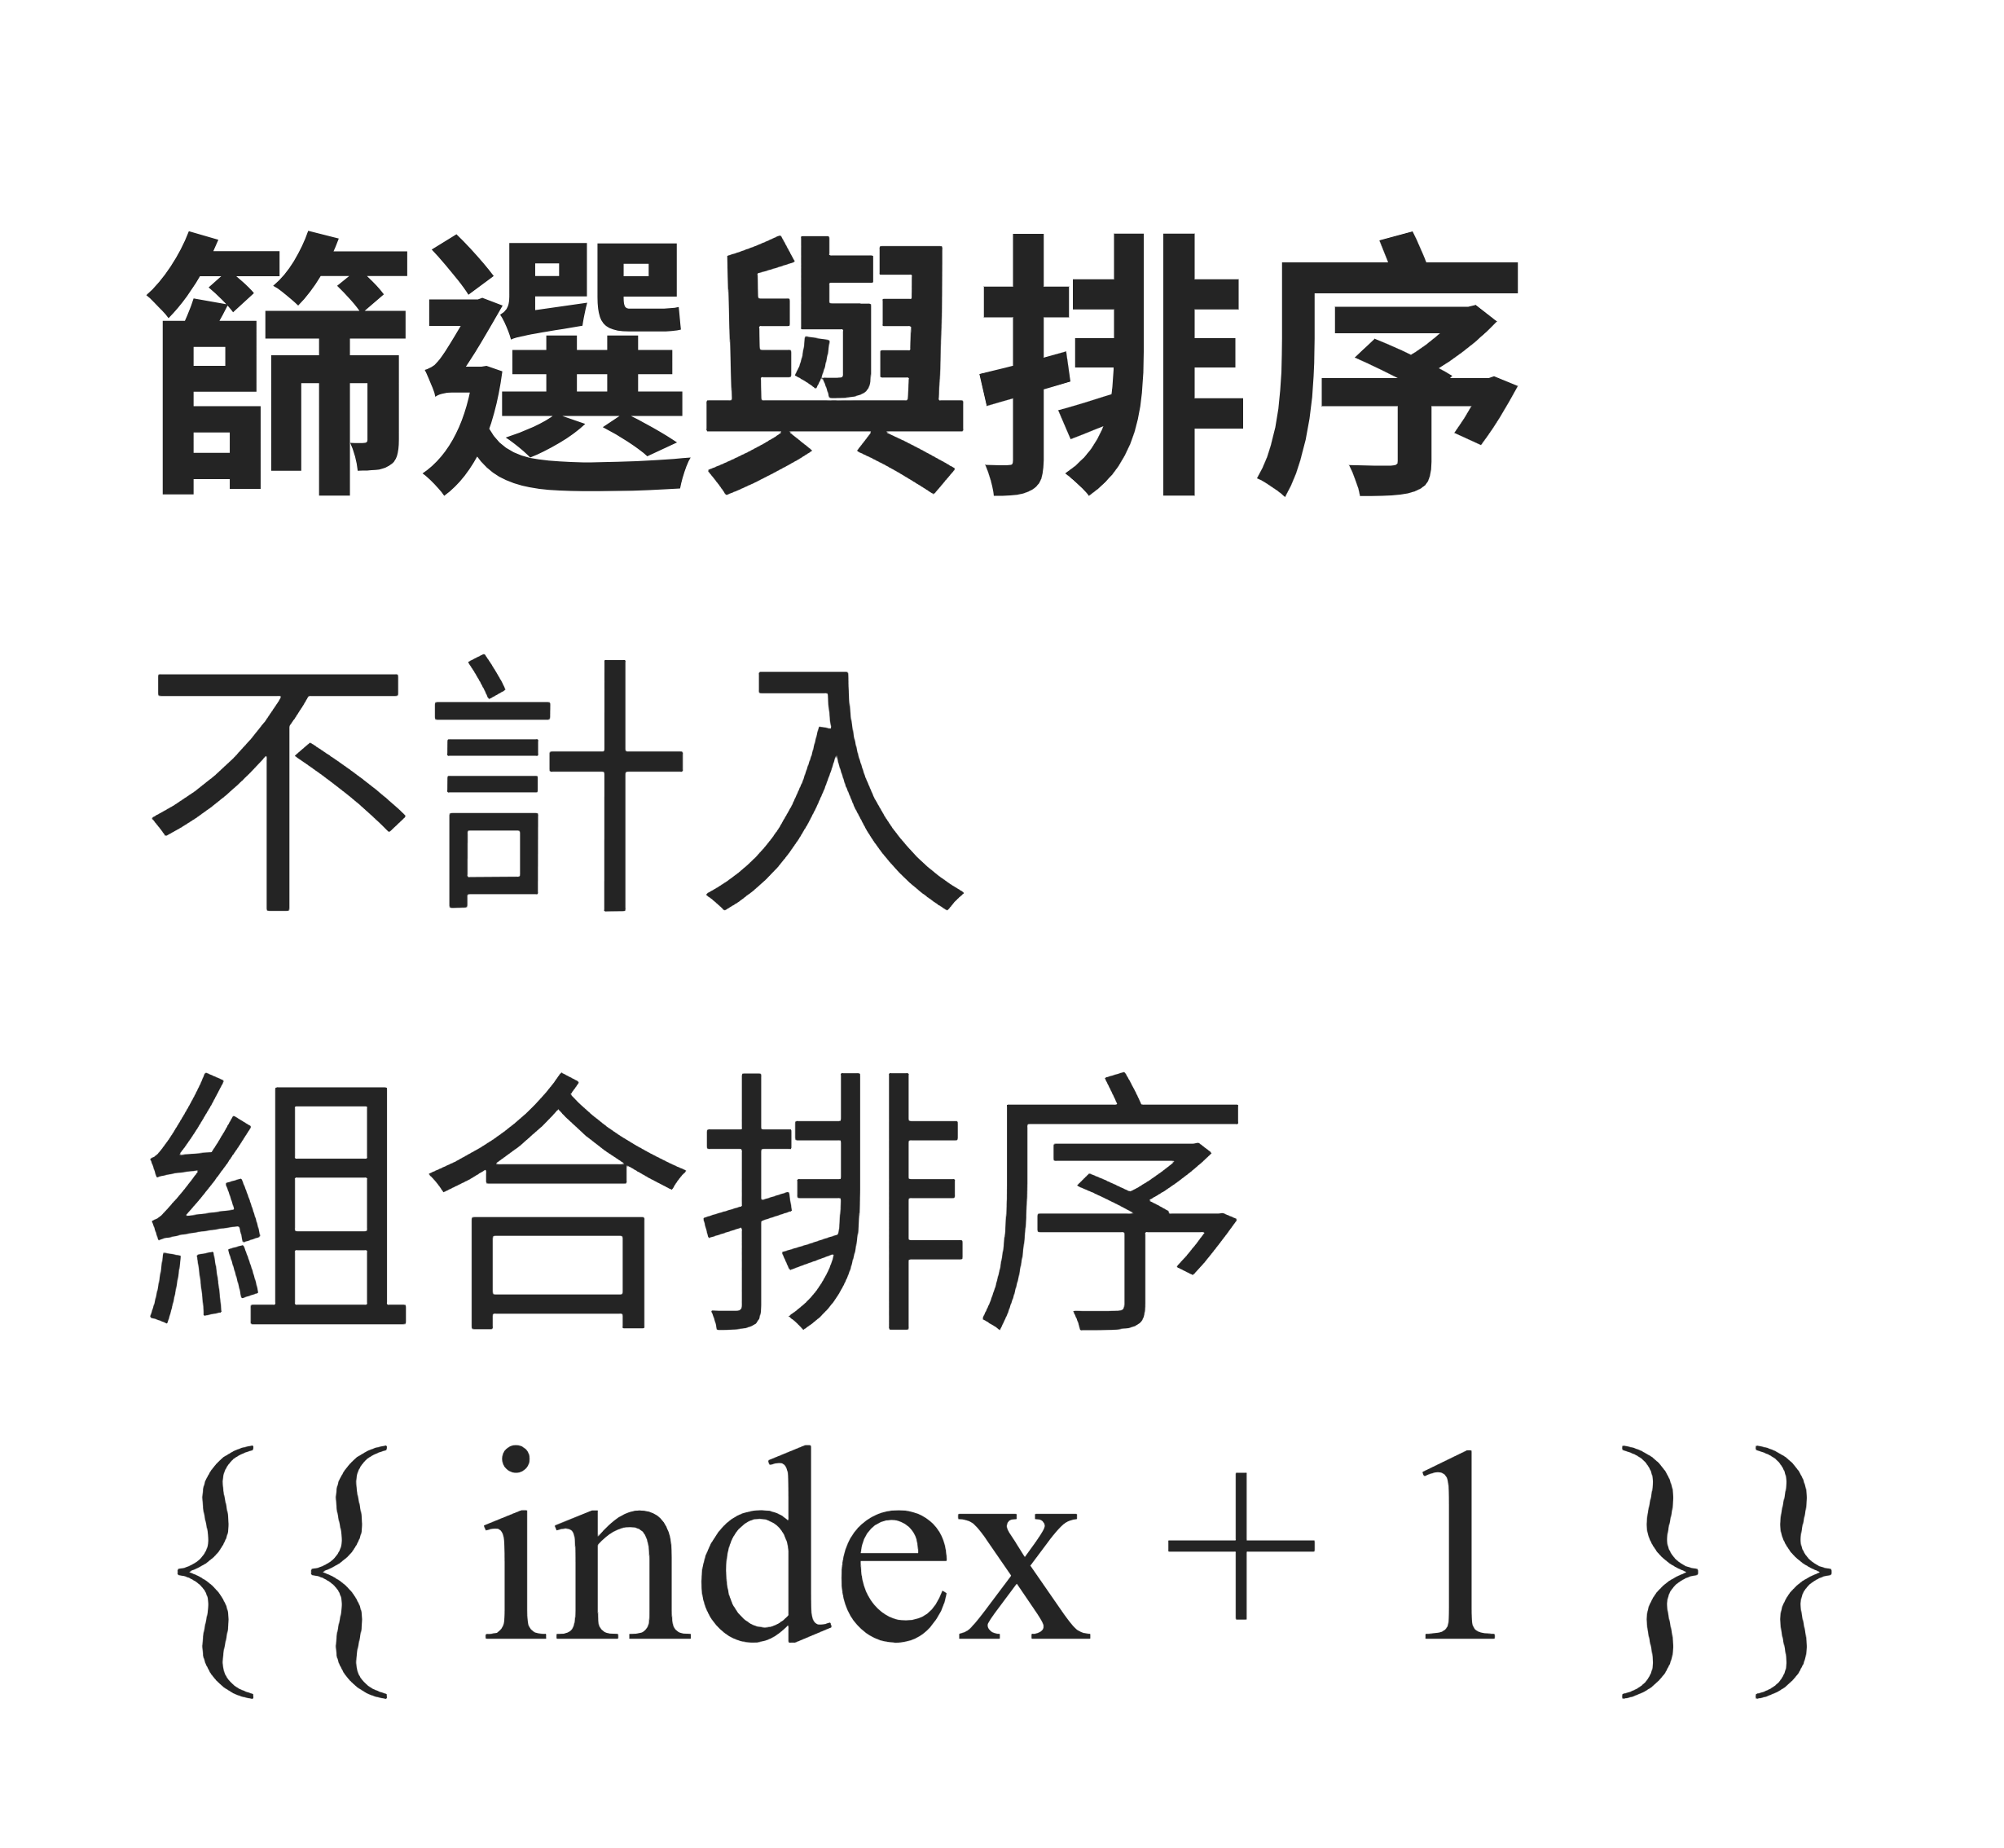 篩選與排序
不計入
組合排序
{{ index + 1 }}